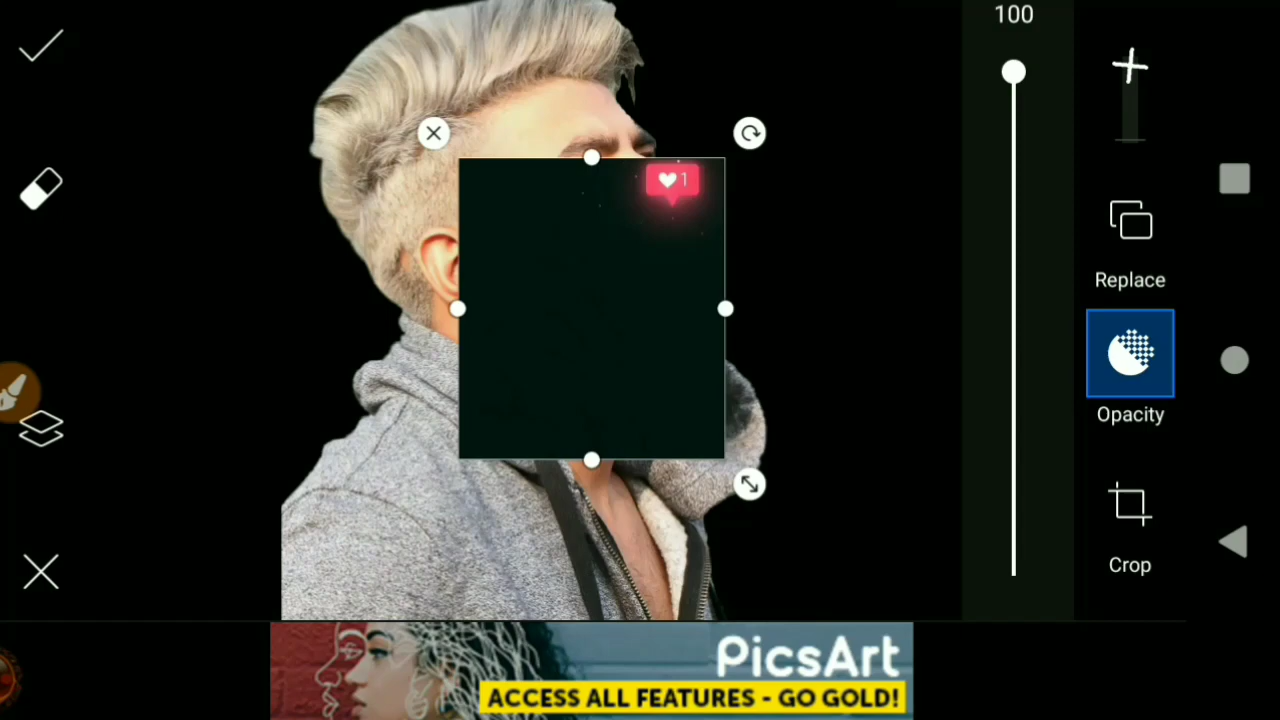 100
1
Replace
Opacity
Crop
PicsArt
ACCESS ALL FEATURES - GO GOLD!